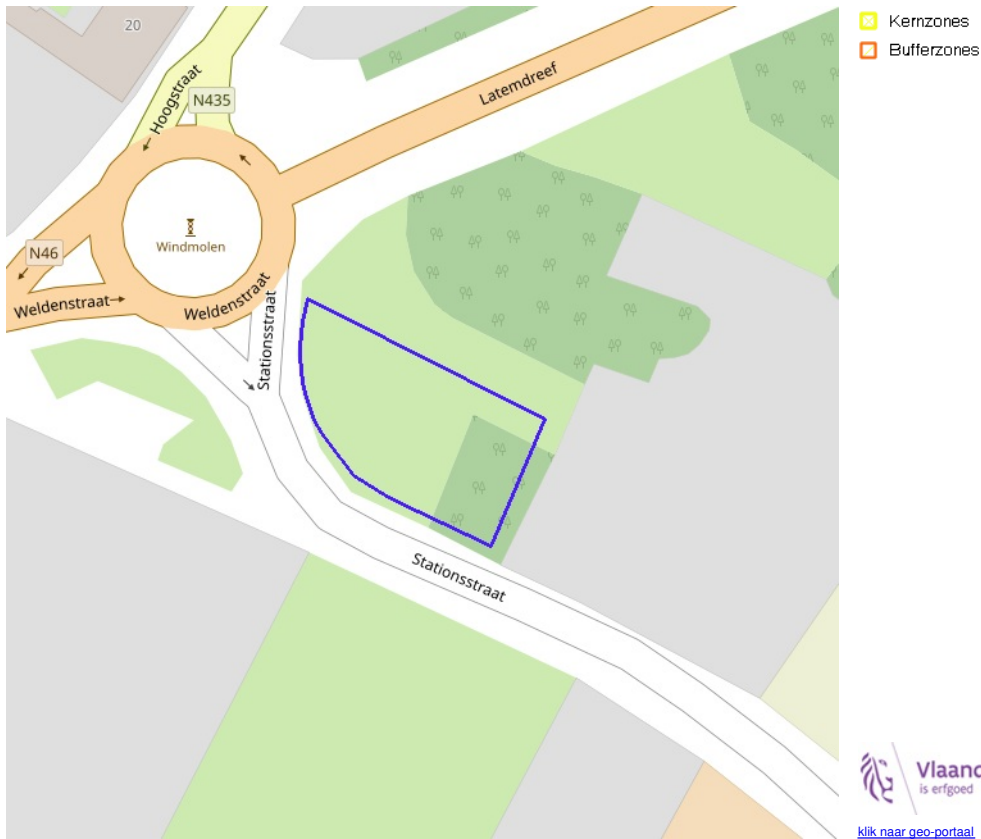 20
Hoogstraat
N435
Latemdreef
Windmolen
N46
Weldenstraat
Weldenstraat
Stationsstraat
Stationsstraat
Kernzones
Bufferzones
Vlaand
is erfgoed
klik naar geo-portaal